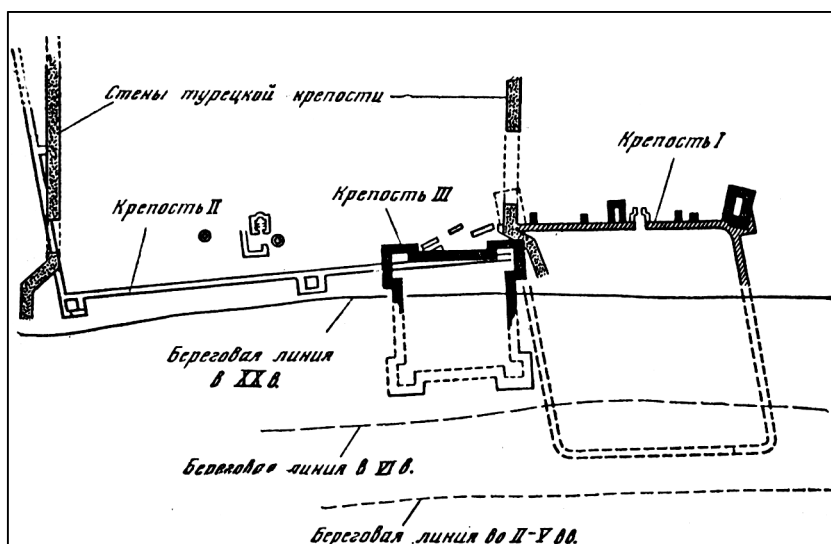 Стены турецкой крепости
Крепость I
Крепость II
Крепость III
Береговая линия
в XX в.
Береговая линия в VI в.
Береговая линия во II-V вв.